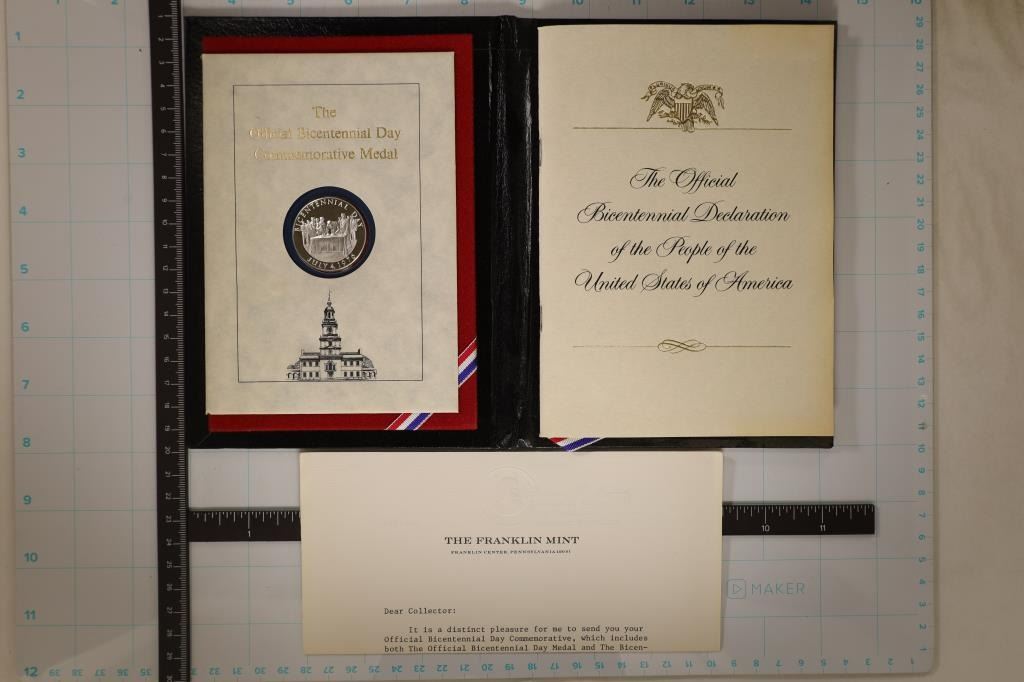 The
Official Bicentennial Day
Commemorative Medal
BICENTENNIAL DAY
JULY 4, 1976
The Official
Bicentennial Declaration
of the People of the
United States of America
THE FRANKLIN MINT
FRANKLIN CENTER, PENNSYLVANIA 19091
Dear Collector:
It is a distinct pleasure for me to send you your
Official Bicentennial Day Commemorative, which includes
both The Official Bicentennial Day Medal and The Bicen-
MAKER